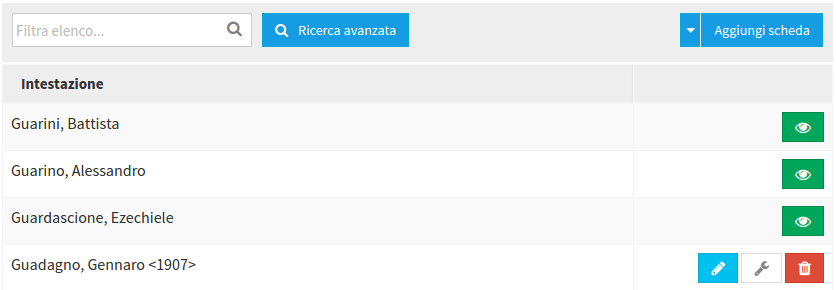 Filtra elenco...
Ricerca avanzata
Aggiungi scheda
Intestazione
Guarini, Battista
Guarino, Alessandro
Guardascione, Ezechiele
Guadagno, Gennaro <1907>